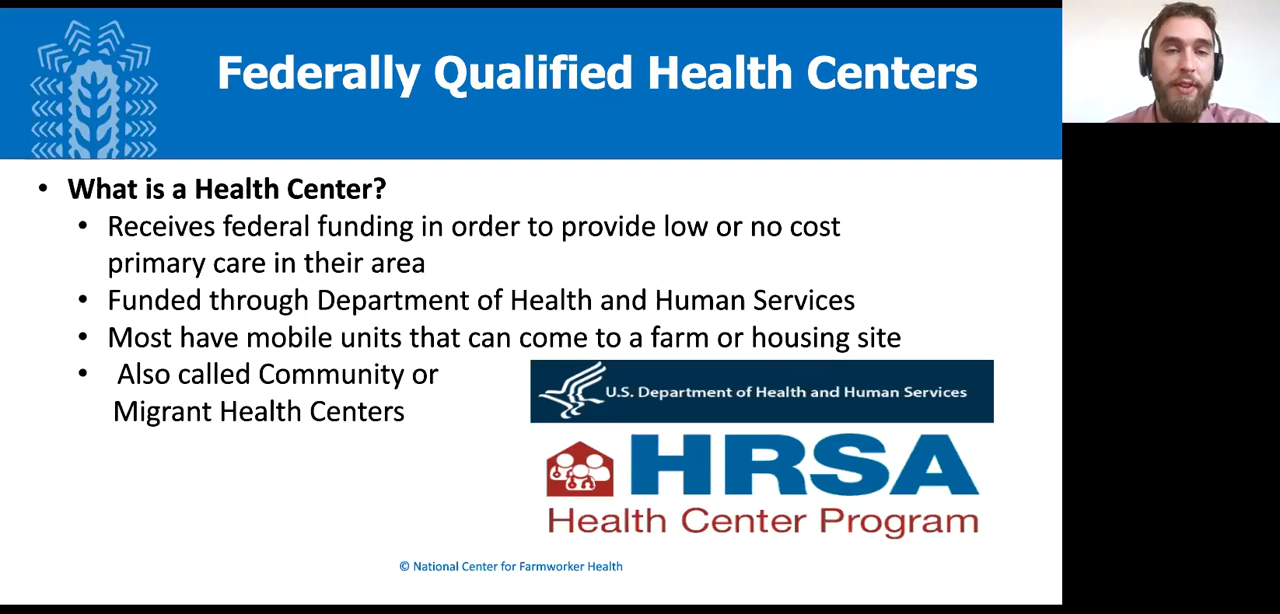 Federally Qualified Health Centers
• What is a Health Center?
• Receives federal funding in order to provide low or no cost
primary care in their area
• Funded through Department of Health and Human Services
• Most have mobile units that can come to a farm or housing site
• Also called Community or
Migrant Health Centers
U.S. Department of Health and Human Services
HRSA
Health Center Program
© National Center for Farmworker Health